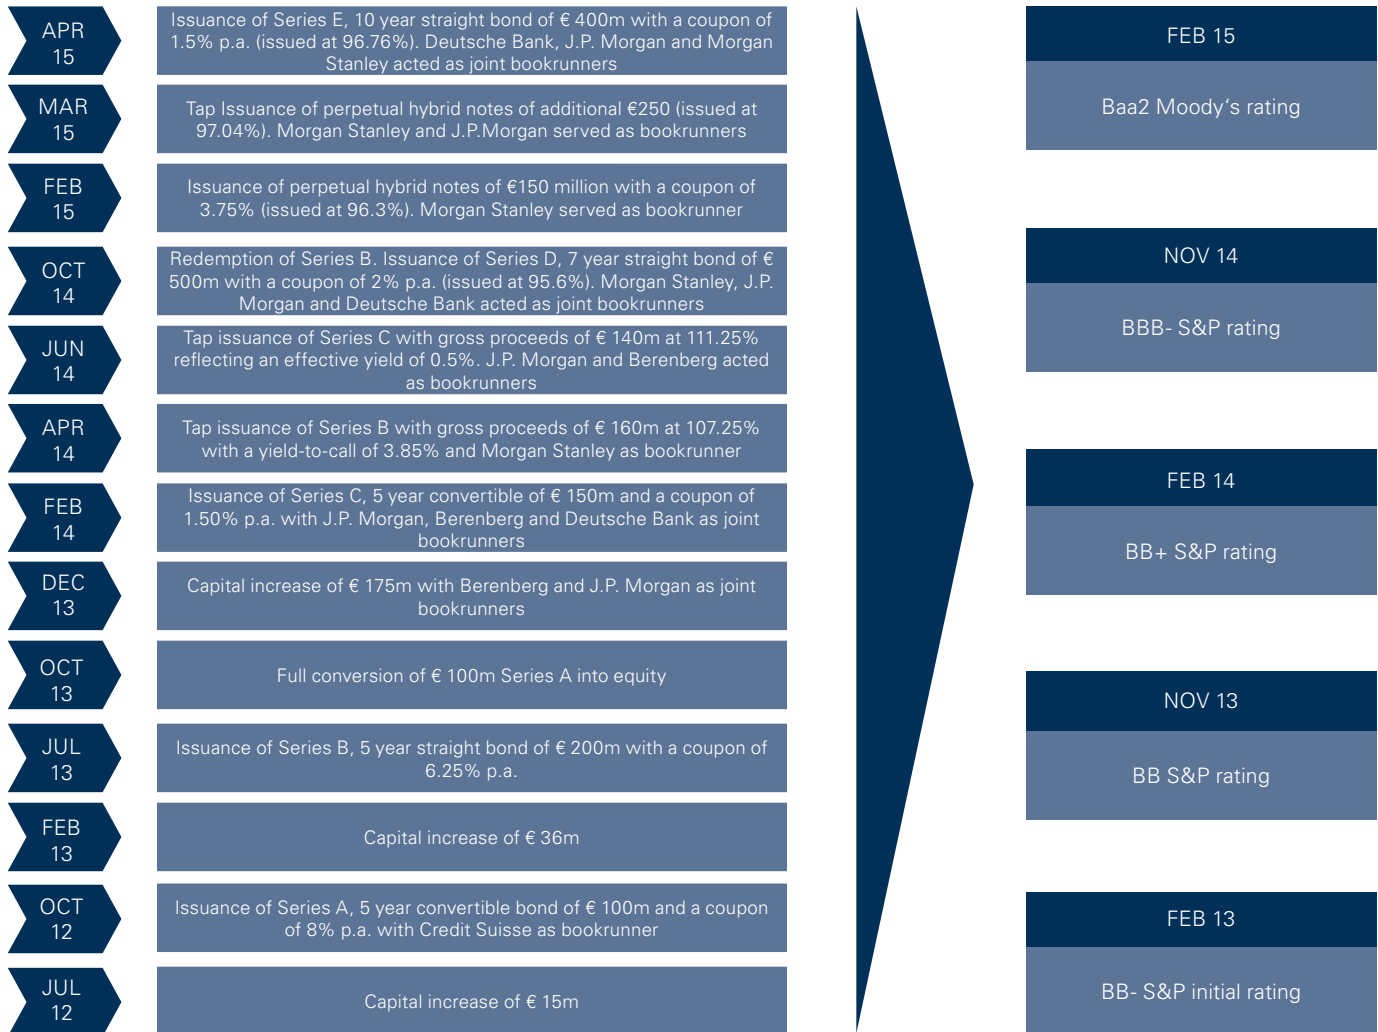 APR
15
Issuance of Series E, 10 year straight bond of € 400m with a coupon of
1.5% p.a. (issued at 96.76%). Deutsche Bank, J.P. Morgan and Morgan
Stanley acted as joint bookrunners
MAR
15
Tap Issuance of perpetual hybrid notes of additional €250 (issued at
97.04%). Morgan Stanley and J.P.Morgan served as bookrunners
FEB
15
Issuance of perpetual hybrid notes of €150 million with a coupon of
3.75% (issued at 96.3%). Morgan Stanley served as bookrunner
OCT
14
Redemption of Series B. Issuance of Series D, 7 year straight bond of €
500m with a coupon of 2% p.a. (issued at 95.6%). Morgan Stanley, J.P.
Morgan and Deutsche Bank acted as joint bookrunners
JUN
14
Tap issuance of Series C with gross proceeds of € 140m at 111.25%
reflecting an effective yield of 0.5%. J.P. Morgan and Berenberg acted
as bookrunners
APR
14
Tap issuance of Series B with gross proceeds of € 160m at 107.25%
with a yield-to-call of 3.85% and Morgan Stanley as bookrunner
FEB
14
Issuance of Series C, 5 year convertible of € 150m and a coupon of
1.50% p.a. with J.P. Morgan, Berenberg and Deutsche Bank as joint
bookrunners
DEC
13
Capital increase of € 175m with Berenberg and J.P. Morgan as joint
bookrunners
OCT
13
Full conversion of € 100m Series A into equity
JUL
13
Issuance of Series B, 5 year straight bond of € 200m with a coupon of
6.25% p.a.
FEB
13
Capital increase of € 36m
OCT
12
Issuance of Series A, 5 year convertible bond of € 100m and a coupon
of 8% p.a. with Credit Suisse as bookrunner
JUL
12
Capital increase of € 15m
FEB 15
Baa2 Moody‘s rating
NOV 14
BBB- S&P rating
FEB 14
BB+ S&P rating
NOV 13
BB S&P rating
FEB 13
BB- S&P initial rating